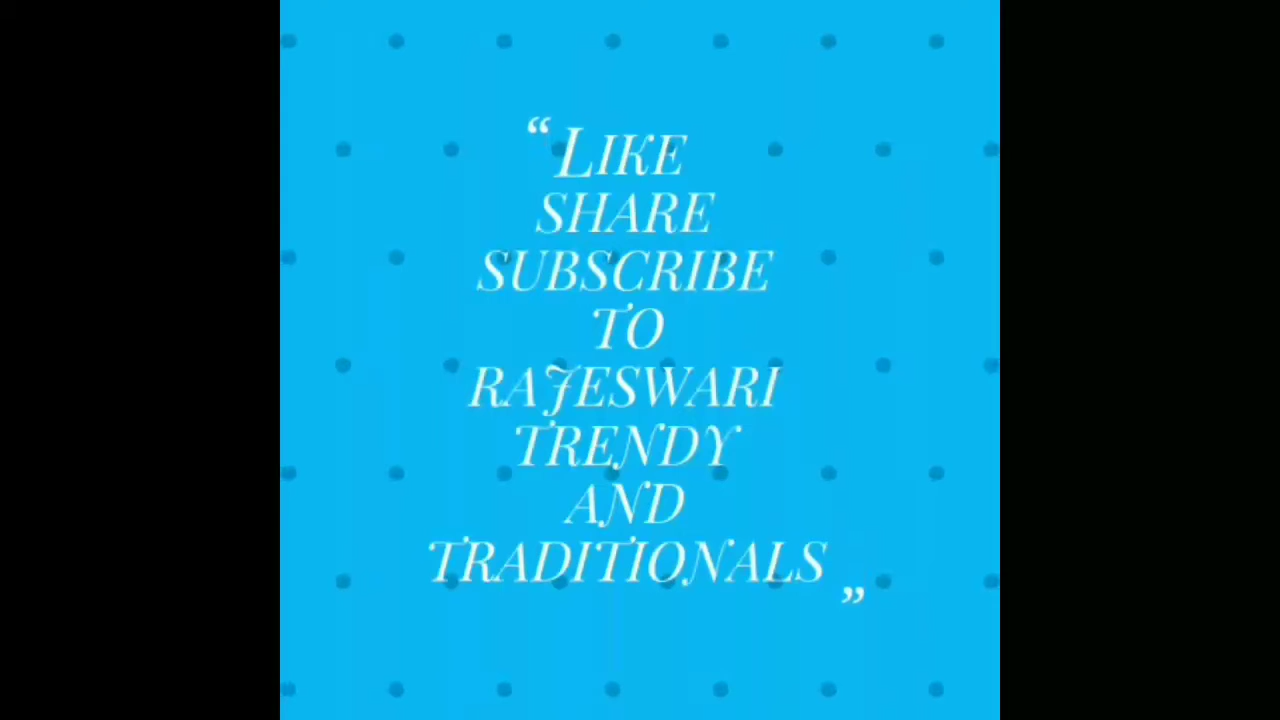 “LIKE
SHARE
SUBSCRIBE
TO
RAJESWARI
TRENDY
AND
TRADITIONALS”